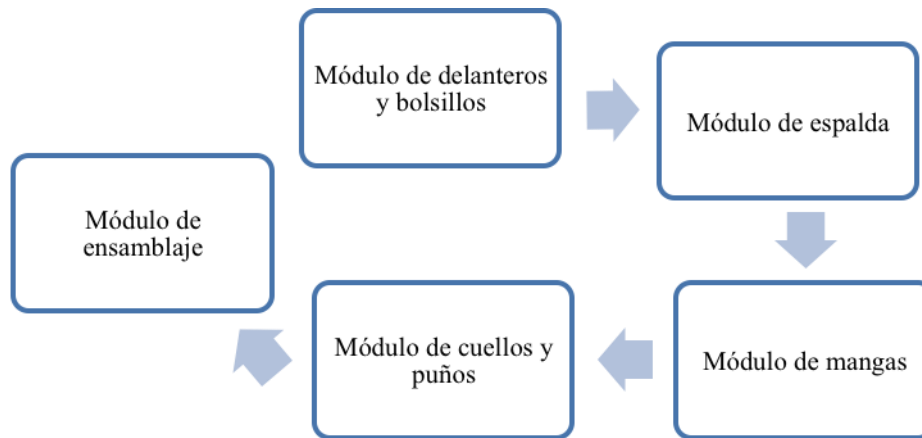 Módulo de delanteros
y bolsillos
Módulo de espalda
Módulo de mangas
Módulo de cuellos y
puños
Módulo de
ensamblaje